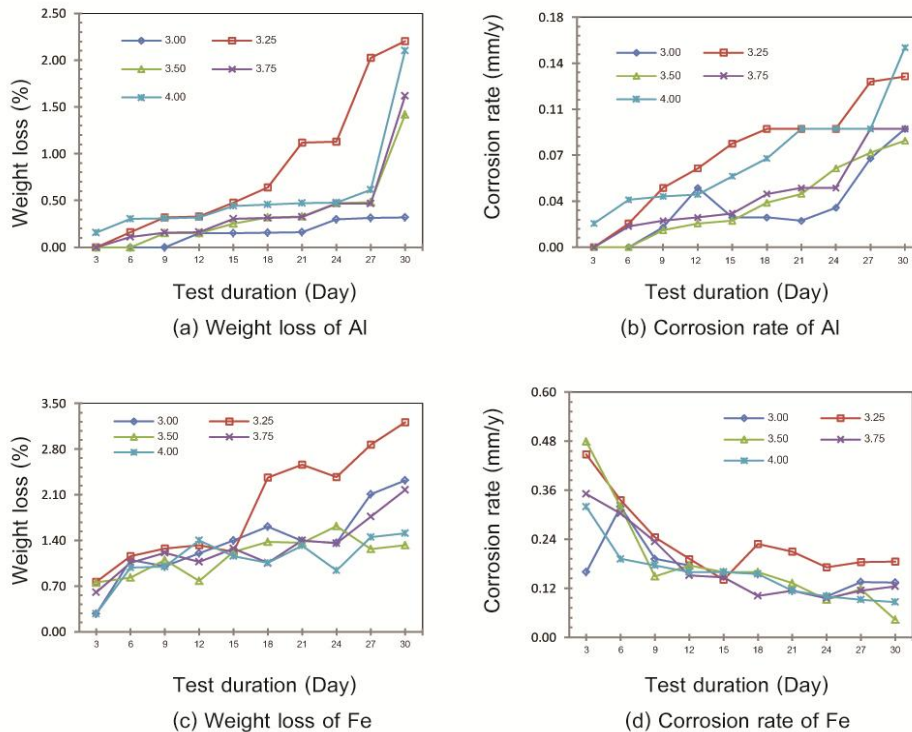 Weight loss (%)
2.50
2.00
1.50
1.00
0.50
0.00
3.00 3.25
3.50 3.75
4.00
3 6 9 12 15 18 21 24 27 30
Test duration (Day)
(a) Weight loss of Al
Corrosion rate (mm/y)
0.18
0.14
0.11
0.07
0.04
0.00
3.00 3.25
3.50 3.75
4.00
3 6 9 12 15 18 21 24 27 30
Test duration (Day)
(b) Corrosion rate of Al
Weight loss (%)
3.50
2.80
2.10
1.40
0.70
0.00
3.00 3.25
3.50 3.75
4.00
3 6 9 12 15 18 21 24 27 30
Test duration (Day)
(c) Weight loss of Fe
Corrosion rate (mm/y)
0.60
0.48
0.36
0.24
0.12
0.00
3.00 3.25
3.50 3.75
4.00
3 6 9 12 15 18 21 24 27 30
Test duration (Day)
(d) Corrosion rate of Fe